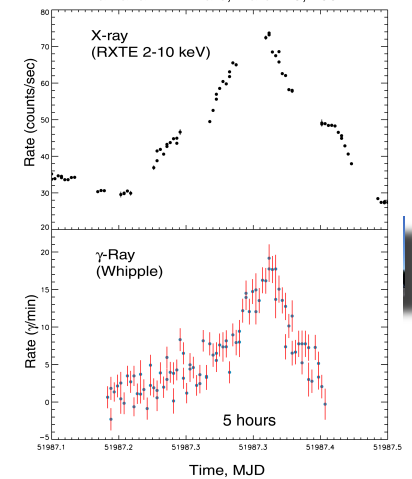 80
70
60
50
40
30
20
Rate (counts/sec)
X-ray
(RXTE 2-10 keV)
20
15
10
5
0
−5
Rate (γ/min)
γ-Ray
(Whipple)
5 hours
51987.1 51987.2 51987.3 51987.3 51987.4 51987.5
Time, MJD